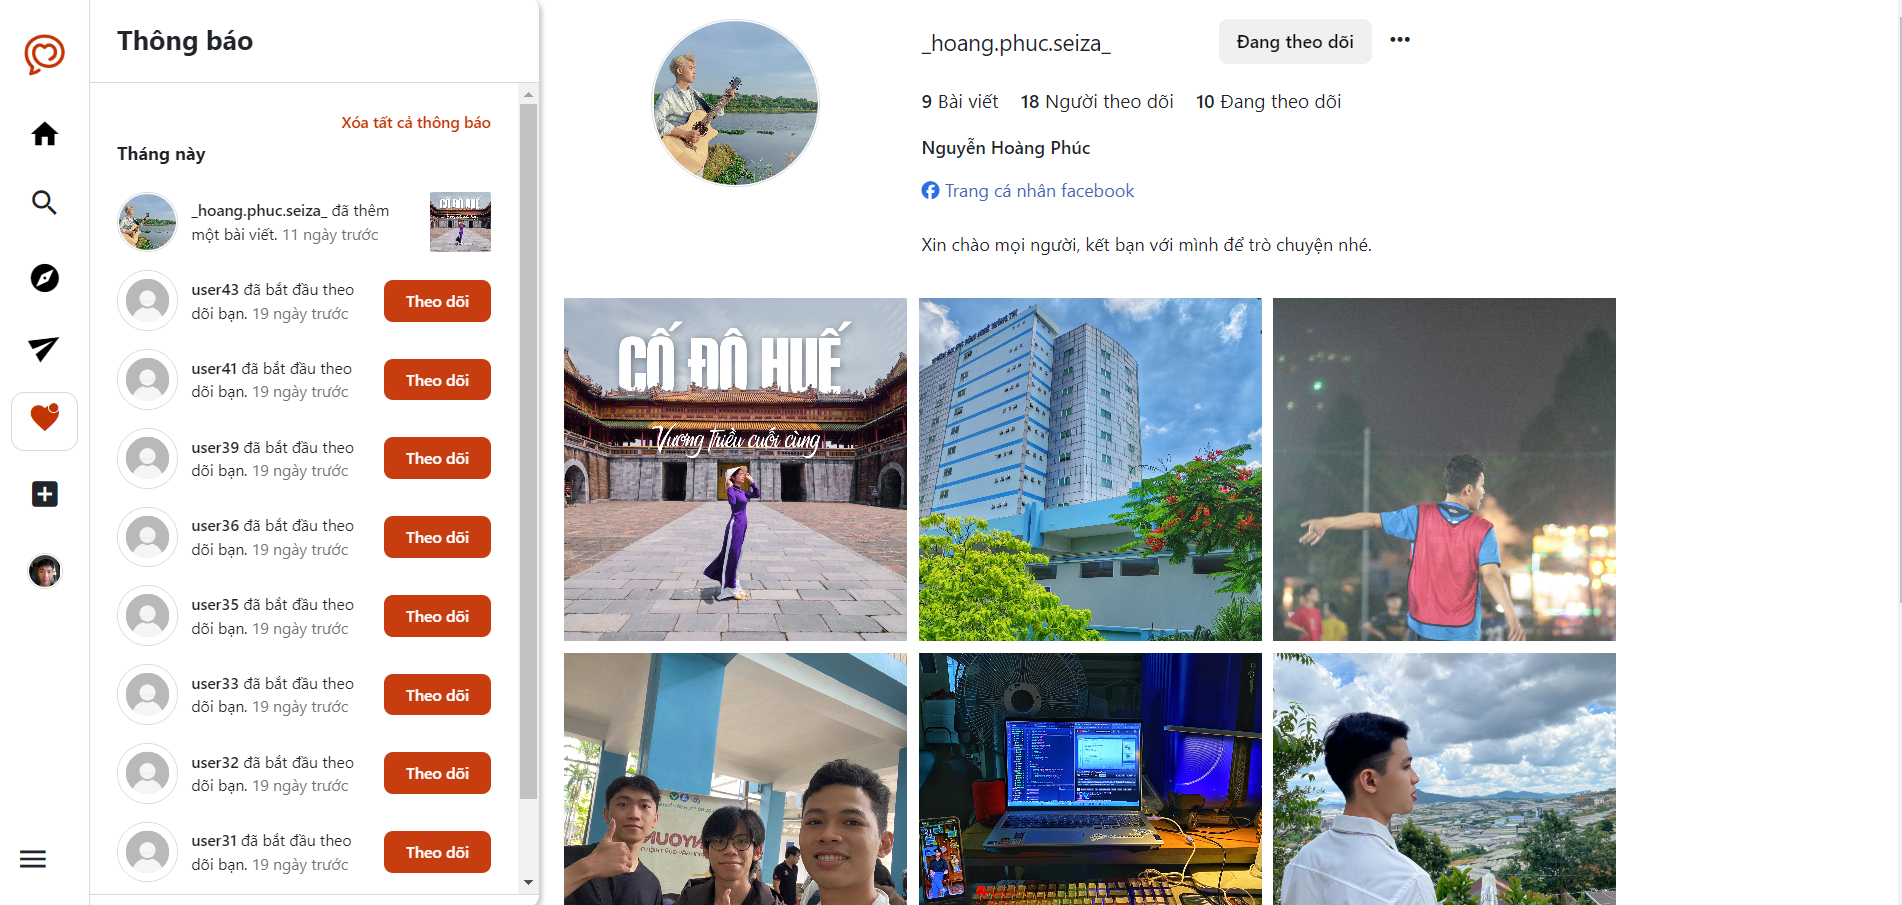 Thông báo
Xóa tất cả thông báo
Tháng này
_hoang.phuc.seiza_ đã thêm
một bài viết. 11 ngày trước
user43 đã bắt đầu theo
dõi bạn. 19 ngày trước
Theo dõi
user41 đã bắt đầu theo
dõi bạn. 19 ngày trước
Theo dõi
user39 đã bắt đầu theo
dõi bạn. 19 ngày trước
Theo dõi
user36 đã bắt đầu theo
dõi bạn. 19 ngày trước
Theo dõi
user35 đã bắt đầu theo
dõi bạn. 19 ngày trước
Theo dõi
user33 đã bắt đầu theo
dõi bạn. 19 ngày trước
Theo dõi
user32 đã bắt đầu theo
dõi bạn. 19 ngày trước
Theo dõi
user31 đã bắt đầu theo
dõi bạn. 19 ngày trước
Theo dõi
_hoang.phuc.seiza_
Đang theo dõi
9 Bài viết 18 Người theo dõi 10 Đang theo dõi
Nguyễn Hoàng Phúc
Trang cá nhân facebook
Xin chào mọi người, kết bạn với mình để trò chuyện nhé.
CỐ ĐÔ HUẾ
Vương triều cuối cùng